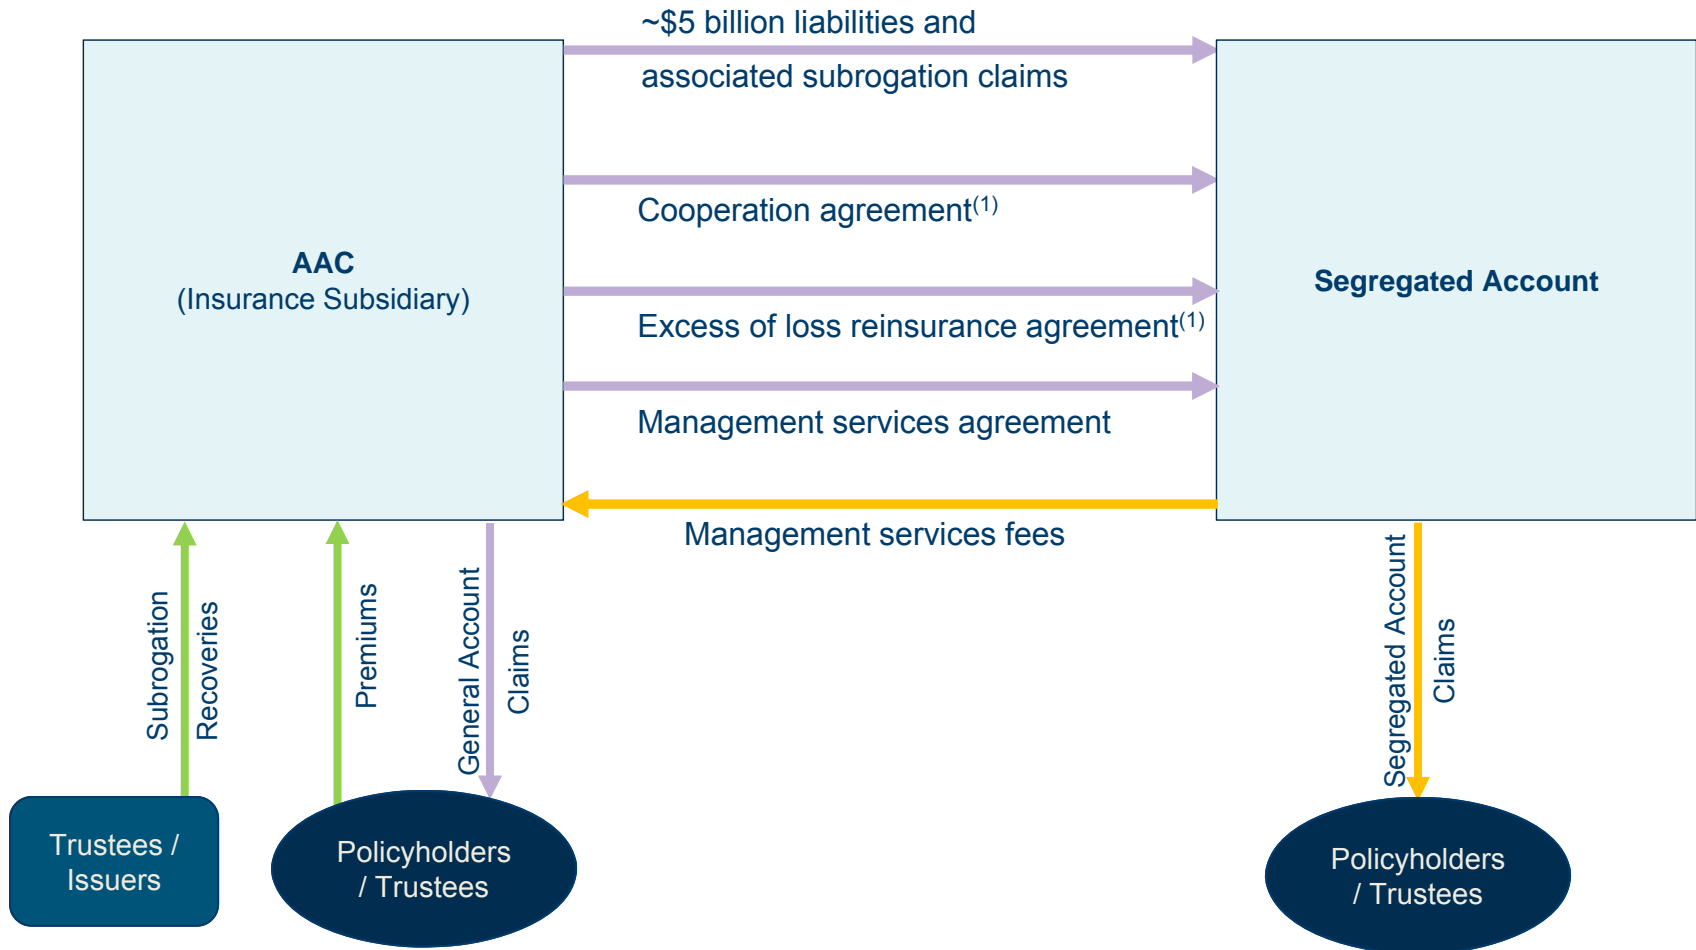 ~$5 billion liabilities and
associated subrogation claims
Cooperation agreement(1)
AAC
(Insurance Subsidiary)
Segregated Account
Excess of loss reinsurance agreement(1)
Management services agreement
Management services fees
Subrogation
Recoveries
Premiums
General Account
Claims
Segregated Account
Claims
Trustees /
Issuers
Policyholders
/ Trustees
Policyholders
/ Trustees